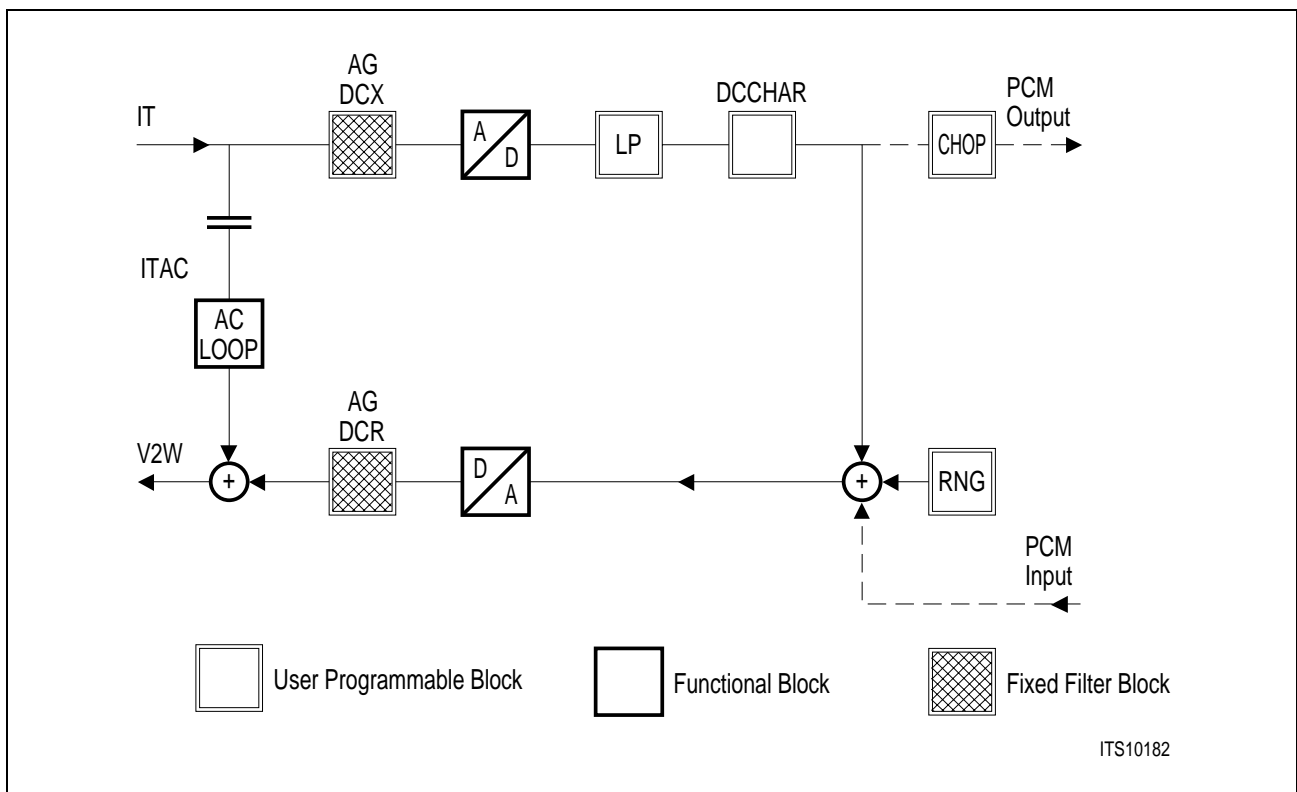 AG
DCX
DCCHAR
PCM
Output
IT
A
D
LP
CHOP
ITAC
AC
LOOP
AG
DCR
V2W
+
D
A
+
RNG
PCM
Input
User Programmable Block
Functional Block
Fixed Filter Block
ITS10182